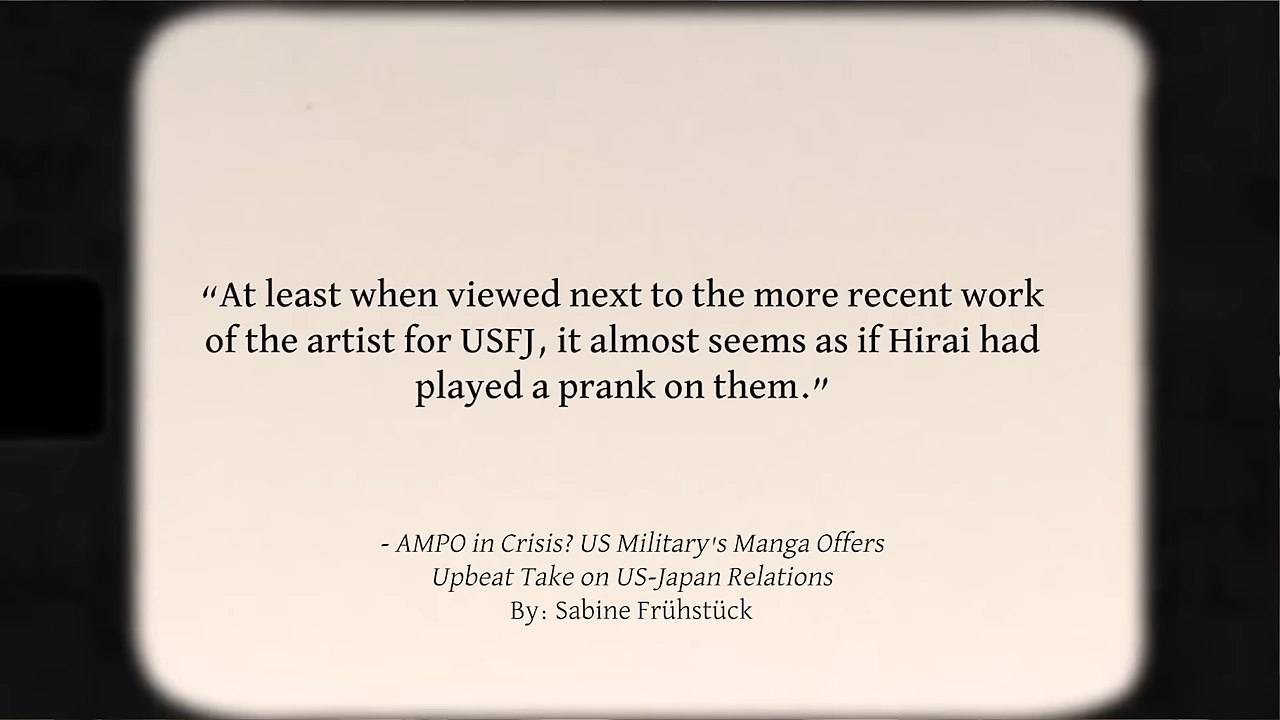 “At least when viewed next to the more recent work
of the artist for USFJ, it almost seems as if Hirai had
played a prank on them.”
- AMPO in Crisis? US Military's Manga Offers
Upbeat Take on US-Japan Relations
By: Sabine Frühstück